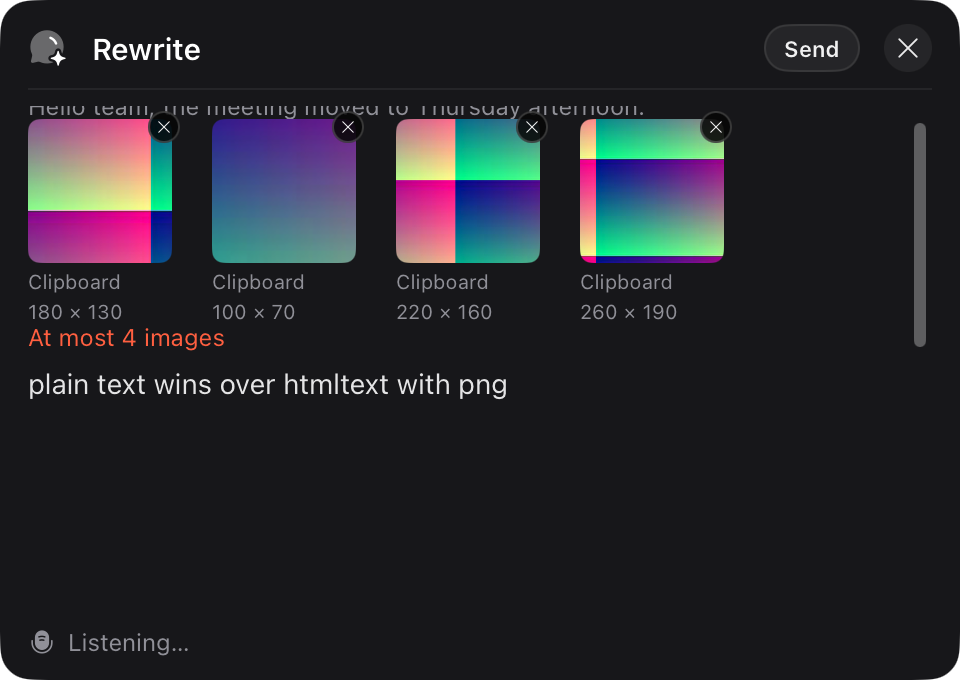 Rewrite
Send
Hello team, the meeting moved to Thursday afternoon.
Clipboard
180 × 130
Clipboard
100 × 70
Clipboard
220 × 160
Clipboard
260 × 190
At most 4 images
plain text wins over htmltext with png
Listening...